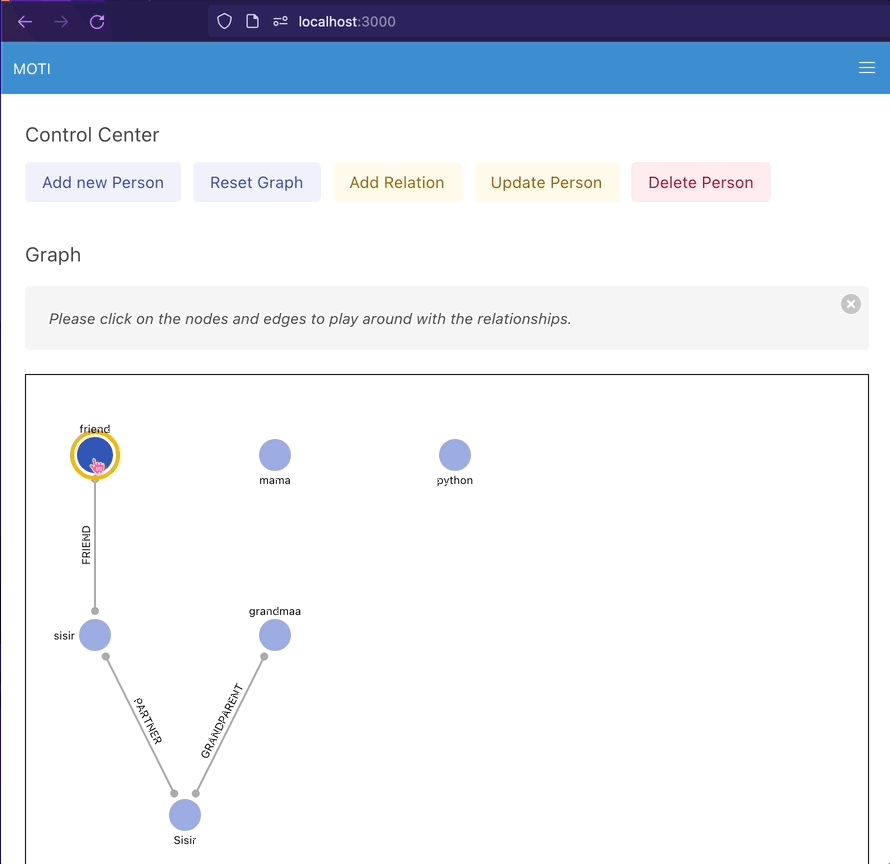 localhost:3000
MOTI
Control Center
Add new Person
Reset Graph
Add Relation
Update Person
Delete Person
Graph
Please click on the nodes and edges to play around with the relationships.
friend
mama
python
FRIEND
sisir
grandmaa
PARTNER
GRANDPARENT
Sisir